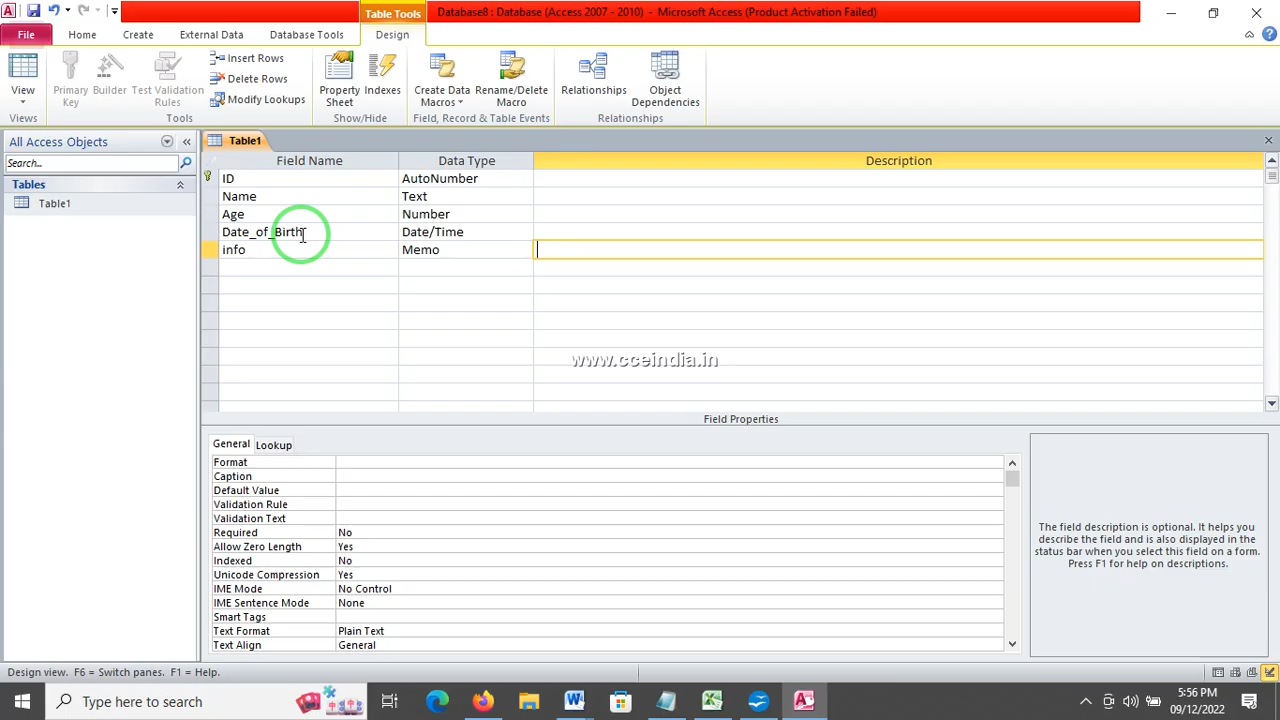 Table Tools
Database8 : Database (Access 2007 - 2010) - Microsoft Access (Product Activation Failed)
File
Home
Create
External Data
Database Tools
Design
View
Views
Primary Key
Builder
Test Validation Rules
Insert Rows
Delete Rows
Modify Lookups
Tools
Property Sheet
Indexes
Show/Hide
Create Data Macros
Rename/Delete Macro
Field, Record & Table Events
Relationships
Object Dependencies
Relationships
All Access Objects
Search...
Tables
Table1
Table1
Field Name Data Type Description
ID AutoNumber
Name Text
Age Number
Date_of_Birth Date/Time
info Memo
www.cceindia.in
Field Properties
General Lookup
Format
Caption
Default Value
Validation Rule
Validation Text
Required No
Allow Zero Length Yes
Indexed No
Unicode Compression Yes
IME Mode No Control
IME Sentence Mode None
Smart Tags
Text Format Plain Text
Text Align General
The field description is optional. It helps you
describe the field and is also displayed in the
status bar when you select this field on a form.
Press F1 for help on descriptions.
Design view. F6 = Switch panes. F1 = Help.
Type here to search
5:56 PM
09/12/2022